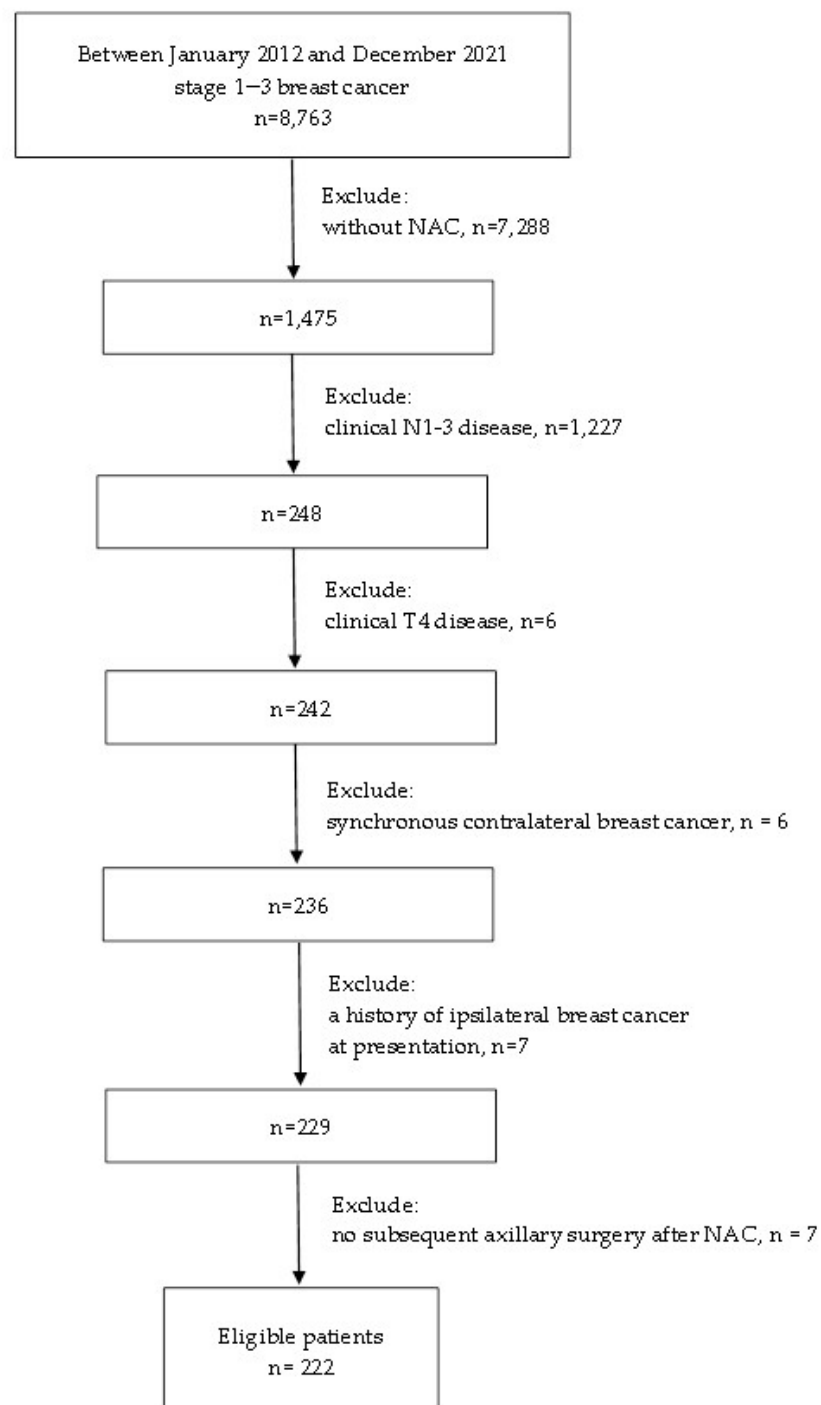 Between January 2012 and December 2021
stage 1–3 breast cancer
n=8,763
Exclude:
without NAC, n=7,288
n=1,475
Exclude:
clinical N1-3 disease, n=1,227
n=248
Exclude:
clinical T4 disease, n=6
n=242
Exclude:
synchronous contralateral breast cancer, n = 6
n=236
Exclude:
a history of ipsilateral breast cancer
at presentation, n=7
n=229
Exclude:
no subsequent axillary surgery after NAC, n = 7
Eligible patients
n= 222